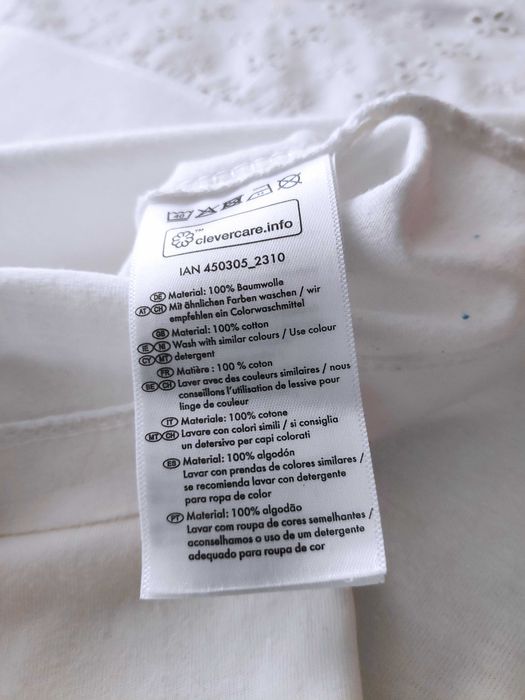 40
clevercare.info™
IAN 450305_2310
DE Material: 100% Baumwolle
AT CH Mit ähnlichen Farben waschen / wir
empfehlen ein Colorwaschmittel
GB Material: 100% cotton
IE NI Wash with similar colours / Use colour
CY MT detergent
FR Matière : 100 % coton
BE CH Laver avec des couleurs similaires / nous
conseillons l'utilisation de lessive pour
linge de couleur
IT Materiale: 100% cotone
MT CH Lavare con colori simili / si consiglia
un detersivo per capi colorati
ES Material: 100% algodón
Lavar con prendas de colores similares /
se recomienda lavar con detergente
para ropa de color
PT Material: 100% algodão
Lavar com roupa de cores semelhantes /
aconselhamos o uso de um detergente
adequado para roupa de cor